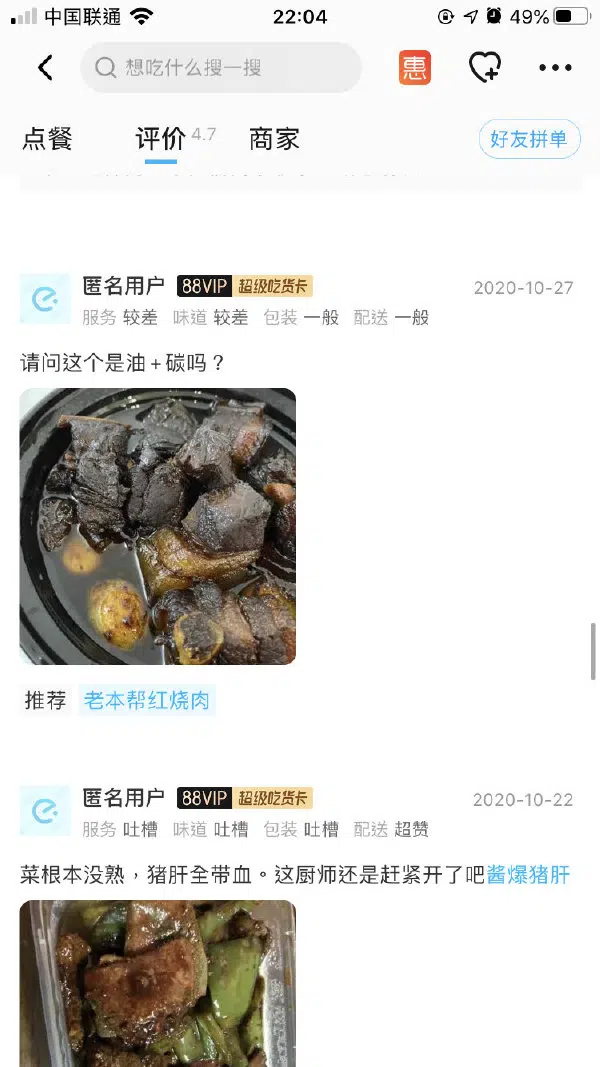 中国联通 22:04 49%
想吃什么搜一搜 惠
点餐 评价 4.7 商家 好友拼单
匿名用户 88VIP 超级吃货卡 2020-10-27
服务 较差 味道 较差 包装 一般 配送 一般
请问这个是油+碳吗？
推荐 老本帮红烧肉
匿名用户 88VIP 超级吃货卡 2020-10-22
服务 吐槽 味道 吐槽 包装 吐槽 配送 超赞
菜根本没熟，猪肝全带血。这厨师还是赶紧开了吧酱爆猪肝